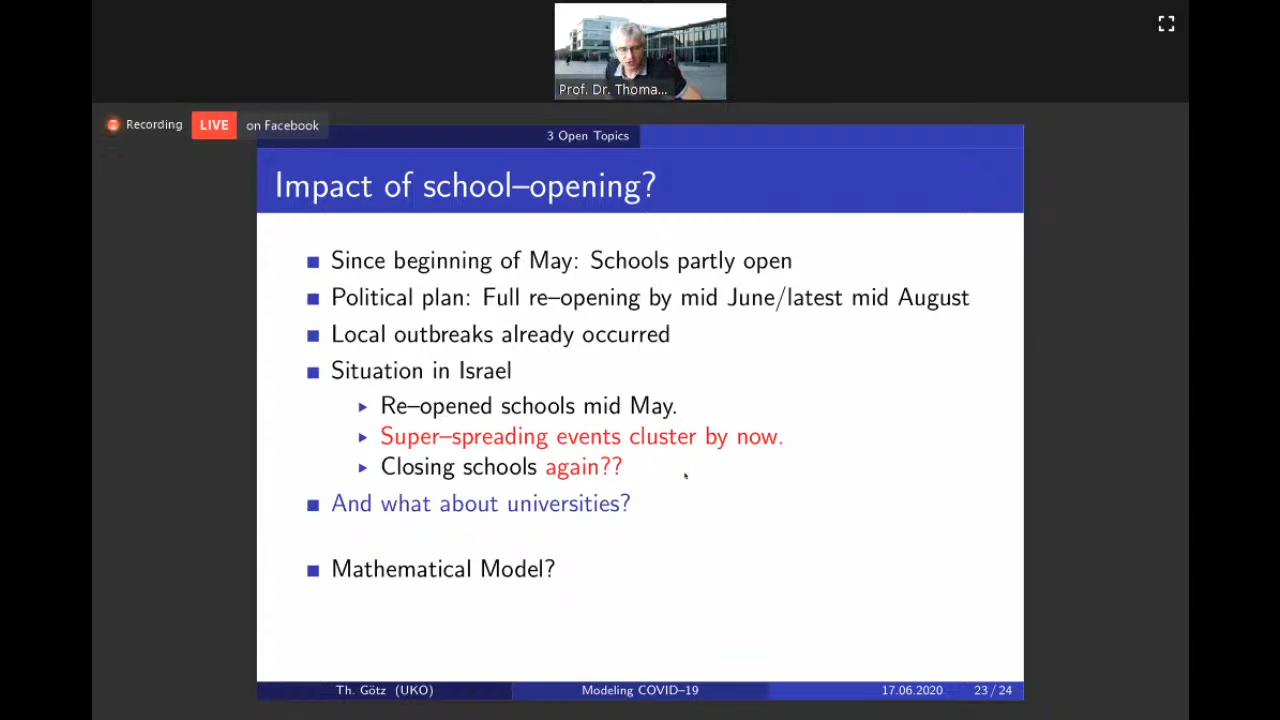 Prof. Dr. Thoma...
Recording LIVE on Facebook
3 Open Topics
Impact of school–opening?
Since beginning of May: Schools partly open
Political plan: Full re–opening by mid June/latest mid August
Local outbreaks already occurred
Situation in Israel
Re–opened schools mid May.
Super–spreading events cluster by now.
Closing schools again??
And what about universities?
Mathematical Model?
Th. Götz (UKO) Modeling COVID–19 17.06.2020 23 / 24